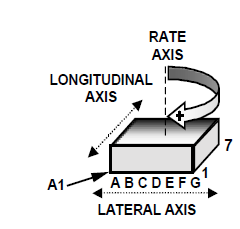 RATE
AXIS
LONGITUDINAL
AXIS
+
7
1
A1
A B C D E F G
LATERAL AXIS